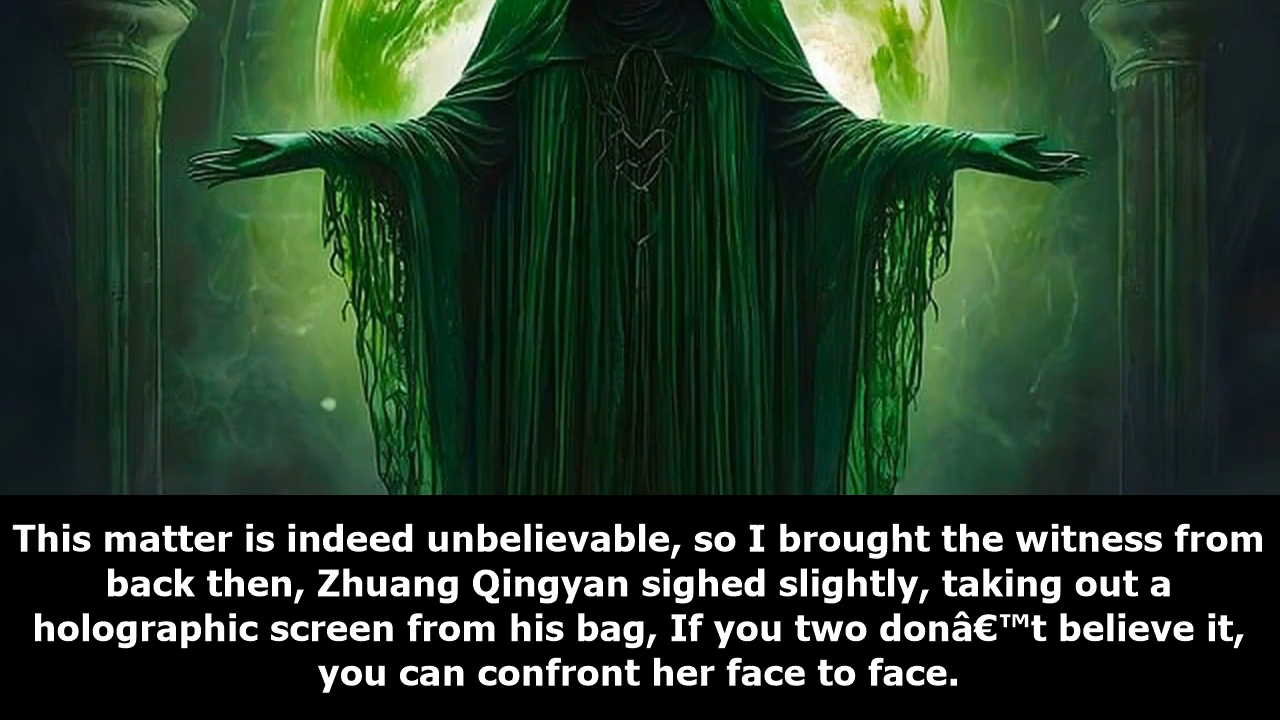 This matter is indeed unbelievable, so I brought the witness from
back then, Zhuang Qingyan sighed slightly, taking out a
holographic screen from his bag, If you two donâ€™t believe it,
you can confront her face to face.